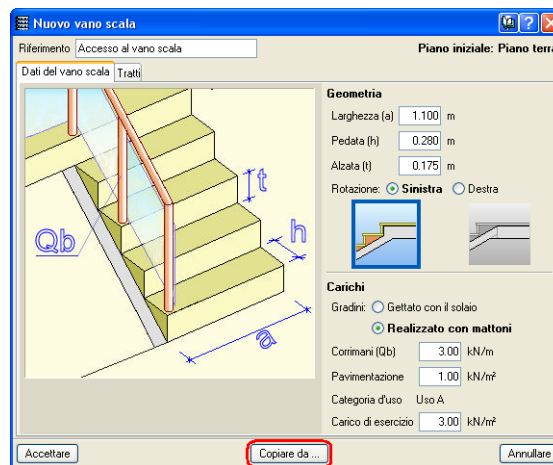 Nuovo vano scala
Riferimento Accesso al vano scala Piano iniziale: Piano terra
Dati del vano scala Tratti
Qb
t
h
a
Geometria
Larghezza (a) 1.100 m
Pedata (h) 0.280 m
Alzata (t) 0.175 m
Rotazione: Sinistra Destra
Carichi
Gradini: Gettato con il solaio
Realizzato con mattoni
Corrimani (Qb) 3.00 kN/m
Pavimentazione 1.00 kN/m²
Categoria d'uso Uso A
Carico di esercizio 3.00 kN/m²
Accettare Copiare da ... Annullare